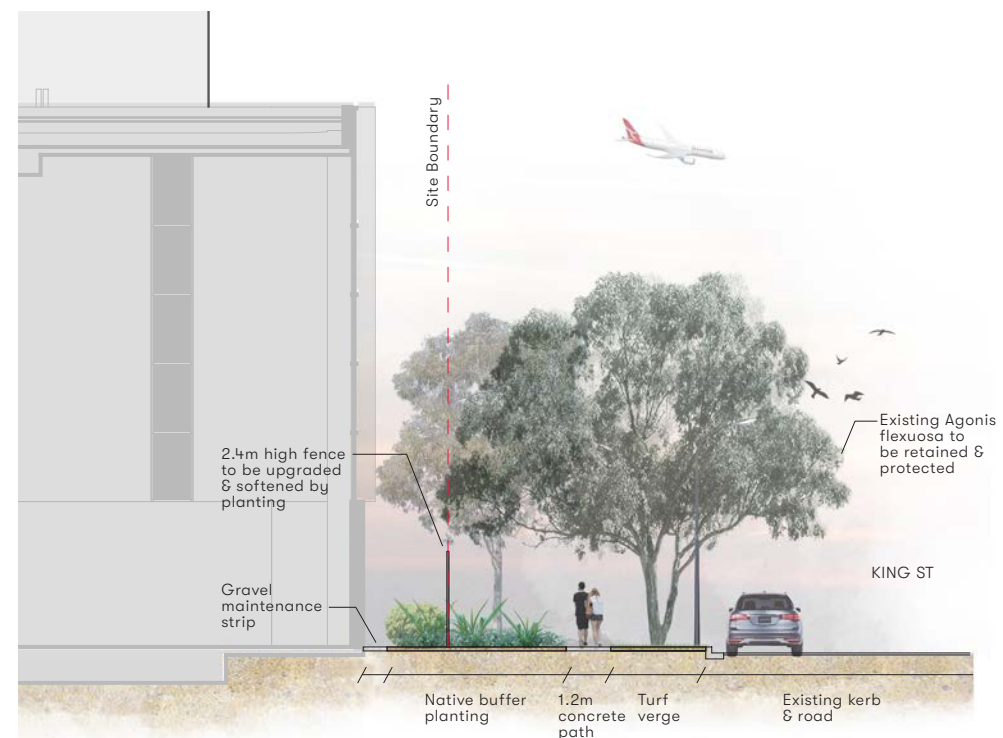 Site Boundary
Existing Agonis
flexuosa to
be retained &
protected
2.4m high fence
to be upgraded
& softened by
planting
KING ST
Gravel
maintenance
strip
Native buffer
planting
1.2m
concrete
path
Turf
verge
Existing kerb
& road